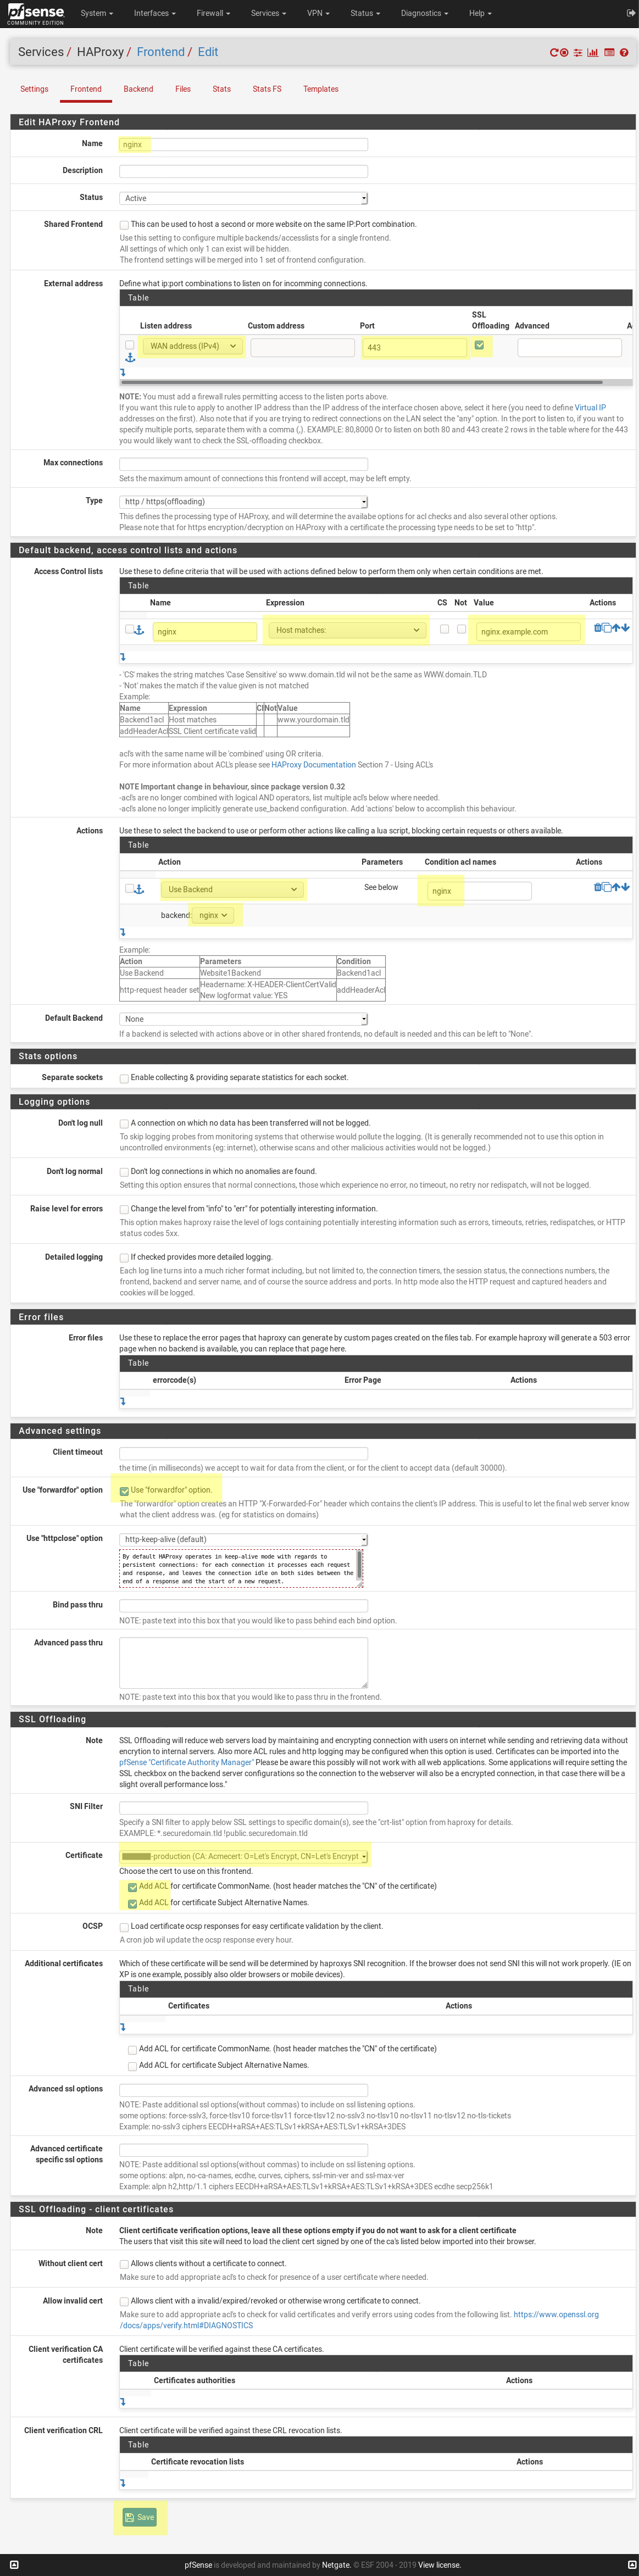 pfsense
COMMUNITY EDITION
System Interfaces Firewall Services VPN Status Diagnostics Help
Services / HAProxy / Frontend / Edit
Settings Frontend Backend Files Stats Stats FS Templates
Edit HAProxy Frontend
Name nginx
Description
Status Active
Shared Frontend This can be used to host a second or more website on the same IP:Port combination.
Use this setting to configure multiple backends/accesslists for a single frontend.
All settings of which only 1 can exist will be hidden.
The frontend settings will be merged into 1 set of frontend configuration.
External address Define what ip:port combinations to listen on for incomming connections.
Table
SSL
Listen address Custom address Port Offloading Advanced
WAN address (IPv4) 443
NOTE: You must add a firewall rules permitting access to the listen ports above.
If you want this rule to apply to another IP address than the IP address of the interface chosen above, select it here (you need to define Virtual IP
addresses on the first). Also note that if you are trying to redirect connections on the LAN select the "any" option. In the port to listen to, if you want to
specify multiple ports, separate them with a comma (,). EXAMPLE: 80,8000 Or to listen on both 80 and 443 create 2 rows in the table where for the 443
you would likely want to check the SSL-offloading checkbox.
Max connections
Sets the maximum amount of connections this frontend will accept, may be left empty.
Type http / https(offloading)
This defines the processing type of HAProxy, and will determine the availabe options for acl checks and also several other options.
Please note that for https encryption/decryption on HAProxy with a certificate the processing type needs to be set to "http".
Default backend, access control lists and actions
Access Control lists Use these to define criteria that will be used with actions defined below to perform them only when certain conditions are met.
Table
Name Expression CS Not Value Actions
nginx Host matches: nginx.example.com
- 'CS' makes the string matches 'Case Sensitive' so www.domain.tld wil not be the same as WWW.domain.TLD
- 'Not' makes the match if the value given is not matched
Example:
Name Expression CI Not Value
Backend1acl Host matches www.yourdomain.tld
addHeaderAcl SSL Client certificate valid
acl's with the same name will be 'combined' using OR criteria.
For more information about ACL's please see HAProxy Documentation Section 7 - Using ACL's
NOTE Important change in behaviour, since package version 0.32
-acl's are no longer combined with logical AND operators, list multiple acl's below where needed.
-acl's alone no longer implicitly generate use_backend configuration. Add 'actions' below to accomplish this behaviour.
Actions Use these to select the backend to use or perform other actions like calling a lua script, blocking certain requests or others available.
Table
Action Parameters Condition acl names Actions
Use Backend See below nginx
backend: nginx
Example:
Action Parameters Condition
Use Backend Website1Backend Backend1acl
http-request header set Headername: X-HEADER-ClientCertValid addHeaderAcl
New logformat value: YES
Default Backend None
If a backend is selected with actions above or in other shared frontends, no default is needed and this can be left to "None".
Stats options
Separate sockets Enable collecting & providing separate statistics for each socket.
Logging options
Don't log null A connection on which no data has been transferred will not be logged.
To skip logging probes from monitoring systems that otherwise would pollute the logging. (It is generally recommended not to use this option in
uncontrolled environments (eg: internet), otherwise scans and other malicious activities would not be logged.)
Don't log normal Don't log connections in which no anomalies are found.
Setting this option ensures that normal connections, those which experience no error, no timeout, no retry nor redispatch, will not be logged.
Raise level for errors Change the level from "info" to "err" for potentially interesting information.
This option makes haproxy raise the level of logs containing potentially interesting information such as errors, timeouts, retries, redispatches, or HTTP
status codes 5xx.
Detailed logging If checked provides more detailed logging.
Each log line turns into a much richer format including, but not limited to, the connection timers, the session status, the connections numbers, the
frontend, backend and server name, and of course the source address and ports. In http mode also the HTTP request and captured headers and
cookies will be logged.
Error files
Error files Use these to replace the error pages that haproxy can generate by custom pages created on the files tab. For example haproxy will generate a 503 error
page when no backend is available, you can replace that page here.
Table
errorcode(s) Error Page Actions
Advanced settings
Client timeout
the time (in milliseconds) we accept to wait for data from the client, or for the client to accept data (default 30000).
Use "forwardfor" option Use "forwardfor" option.
The "forwardfor" option creates an HTTP "X-Forwarded-For" header which contains the client's IP address. This is useful to let the final web server know
what the client address was. (eg for statistics on domains)
Use "httpclose" option http-keep-alive (default)
By default HAProxy operates in keep-alive mode with regards to
persistent connections: for each connection it processes each request
and response, and leaves the connection idle on both sides between the
end of a response and the start of a new request.
Bind pass thru
NOTE: paste text into this box that you would like to pass behind each bind option.
Advanced pass thru
NOTE: paste text into this box that you would like to pass thru in the frontend.
SSL Offloading
Note SSL Offloading will reduce web servers load by maintaining and encrypting connection with users on internet while sending and retrieving data without
encrytion to internal servers. Also more ACL rules and http logging may be configured when this option is used. Certificates can be imported into the
pfSense "Certificate Authority Manager" Please be aware this possibly will not work with all web applications. Some applications will require setting the
SSL checkbox on the backend server configurations so the connection to the webserver will also be a encrypted connection, in that case there will be a
slight overall performance loss."
SNI Filter
Specify a SNI filter to apply below SSL settings to specific domain(s), see the "crt-list" option from haproxy for details.
EXAMPLE: *.securedomain.tld !public.securedomain.tld
Certificate -production (CA: Acmecert: O=Let's Encrypt, CN=Let's Encrypt
Choose the cert to use on this frontend.
Add ACL for certificate CommonName. (host header matches the "CN" of the certificate)
Add ACL for certificate Subject Alternative Names.
OCSP Load certificate ocsp responses for easy certificate validation by the client.
A cron job wil update the ocsp response every hour.
Additional certificates Which of these certificate will be send will be determined by haproxys SNI recognition. If the browser does not send SNI this will not work properly. (IE on
XP is one example, possibly also older browsers or mobile devices).
Table
Certificates Actions
Add ACL for certificate CommonName. (host header matches the "CN" of the certificate)
Add ACL for certificate Subject Alternative Names.
Advanced ssl options
NOTE: Paste additional ssl options(without commas) to include on ssl listening options.
some options: force-sslv3, force-tlsv10 force-tlsv11 force-tlsv12 no-sslv3 no-tlsv10 no-tlsv11 no-tlsv12 no-tls-tickets
Example: no-sslv3 ciphers EECDH+aRSA+AES:TLSv1+kRSA+AES:TLSv1+kRSA+3DES
Advanced certificate
specific ssl options
NOTE: Paste additional ssl options(without commas) to include on ssl listening options.
some options: alpn, no-ca-names, ecdhe, curves, ciphers, ssl-min-ver and ssl-max-ver
Example: alpn h2,http/1.1 ciphers EECDH+aRSA+AES:TLSv1+kRSA+AES:TLSv1+kRSA+3DES ecdhe secp256k1
SSL Offloading - client certificates
Note Client certificate verification options, leave all these options empty if you do not want to ask for a client certificate
The users that visit this site will need to load the client cert signed by one of the ca's listed below imported into their browser.
Without client cert Allows clients without a certificate to connect.
Make sure to add appropriate acl's to check for presence of a user certificate where needed.
Allow invalid cert Allows client with a invalid/expired/revoked or otherwise wrong certificate to connect.
Make sure to add appropriate acl's to check for valid certificates and verify errors using codes from the following list. https://www.openssl.org
/docs/apps/verify.html#DIAGNOSTICS
Client verification CA
certificates Client certificate will be verified against these CA certificates.
Table
Certificates authorities Actions
Client verification CRL Client certificate will be verified against these CRL revocation lists.
Table
Certificate revocation lists Actions
Save
pfSense is developed and maintained by Netgate. © ESF 2004 - 2019 View license.